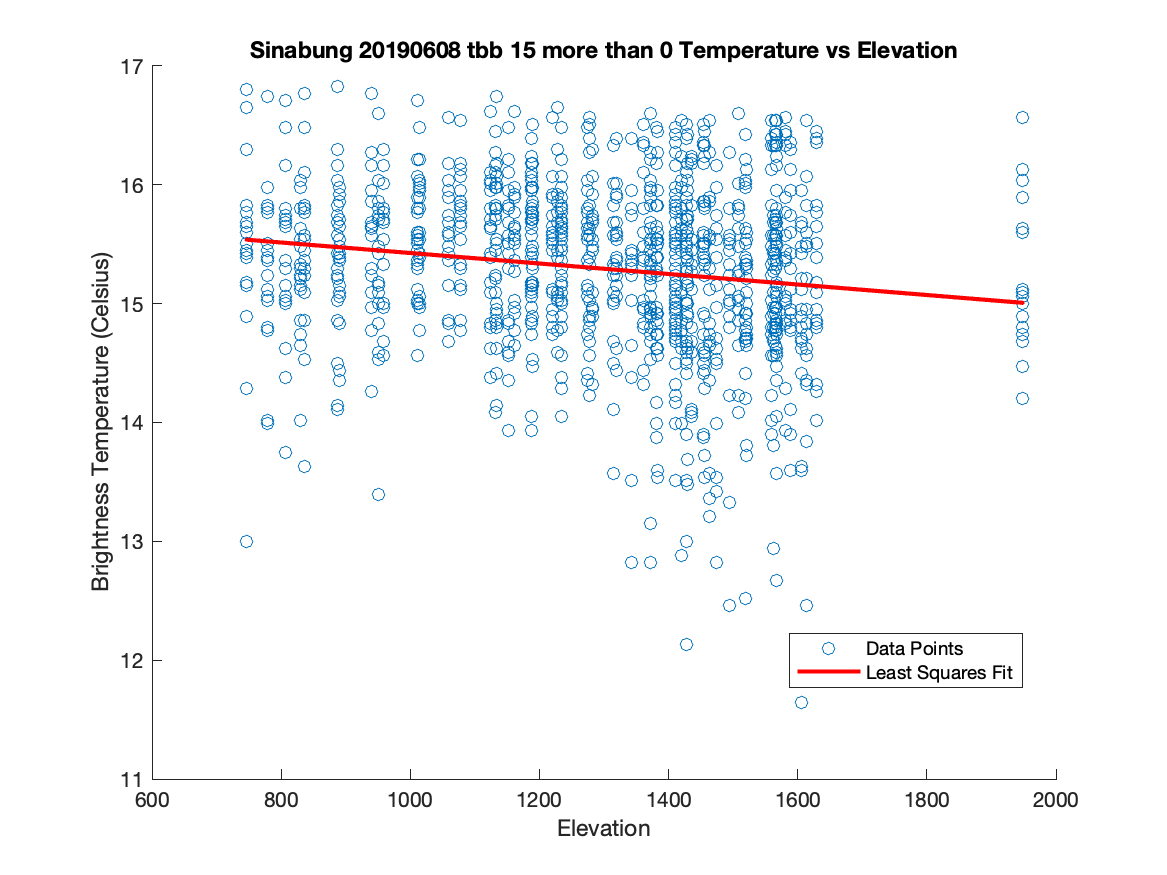 Sinabung 20190608 tbb 15 more than 0 Temperature vs Elevation
17
16
15
14
13
12
11
Brightness Temperature (Celsius)
Data Points
Least Squares Fit
600 800 1000 1200 1400 1600 1800 2000
Elevation